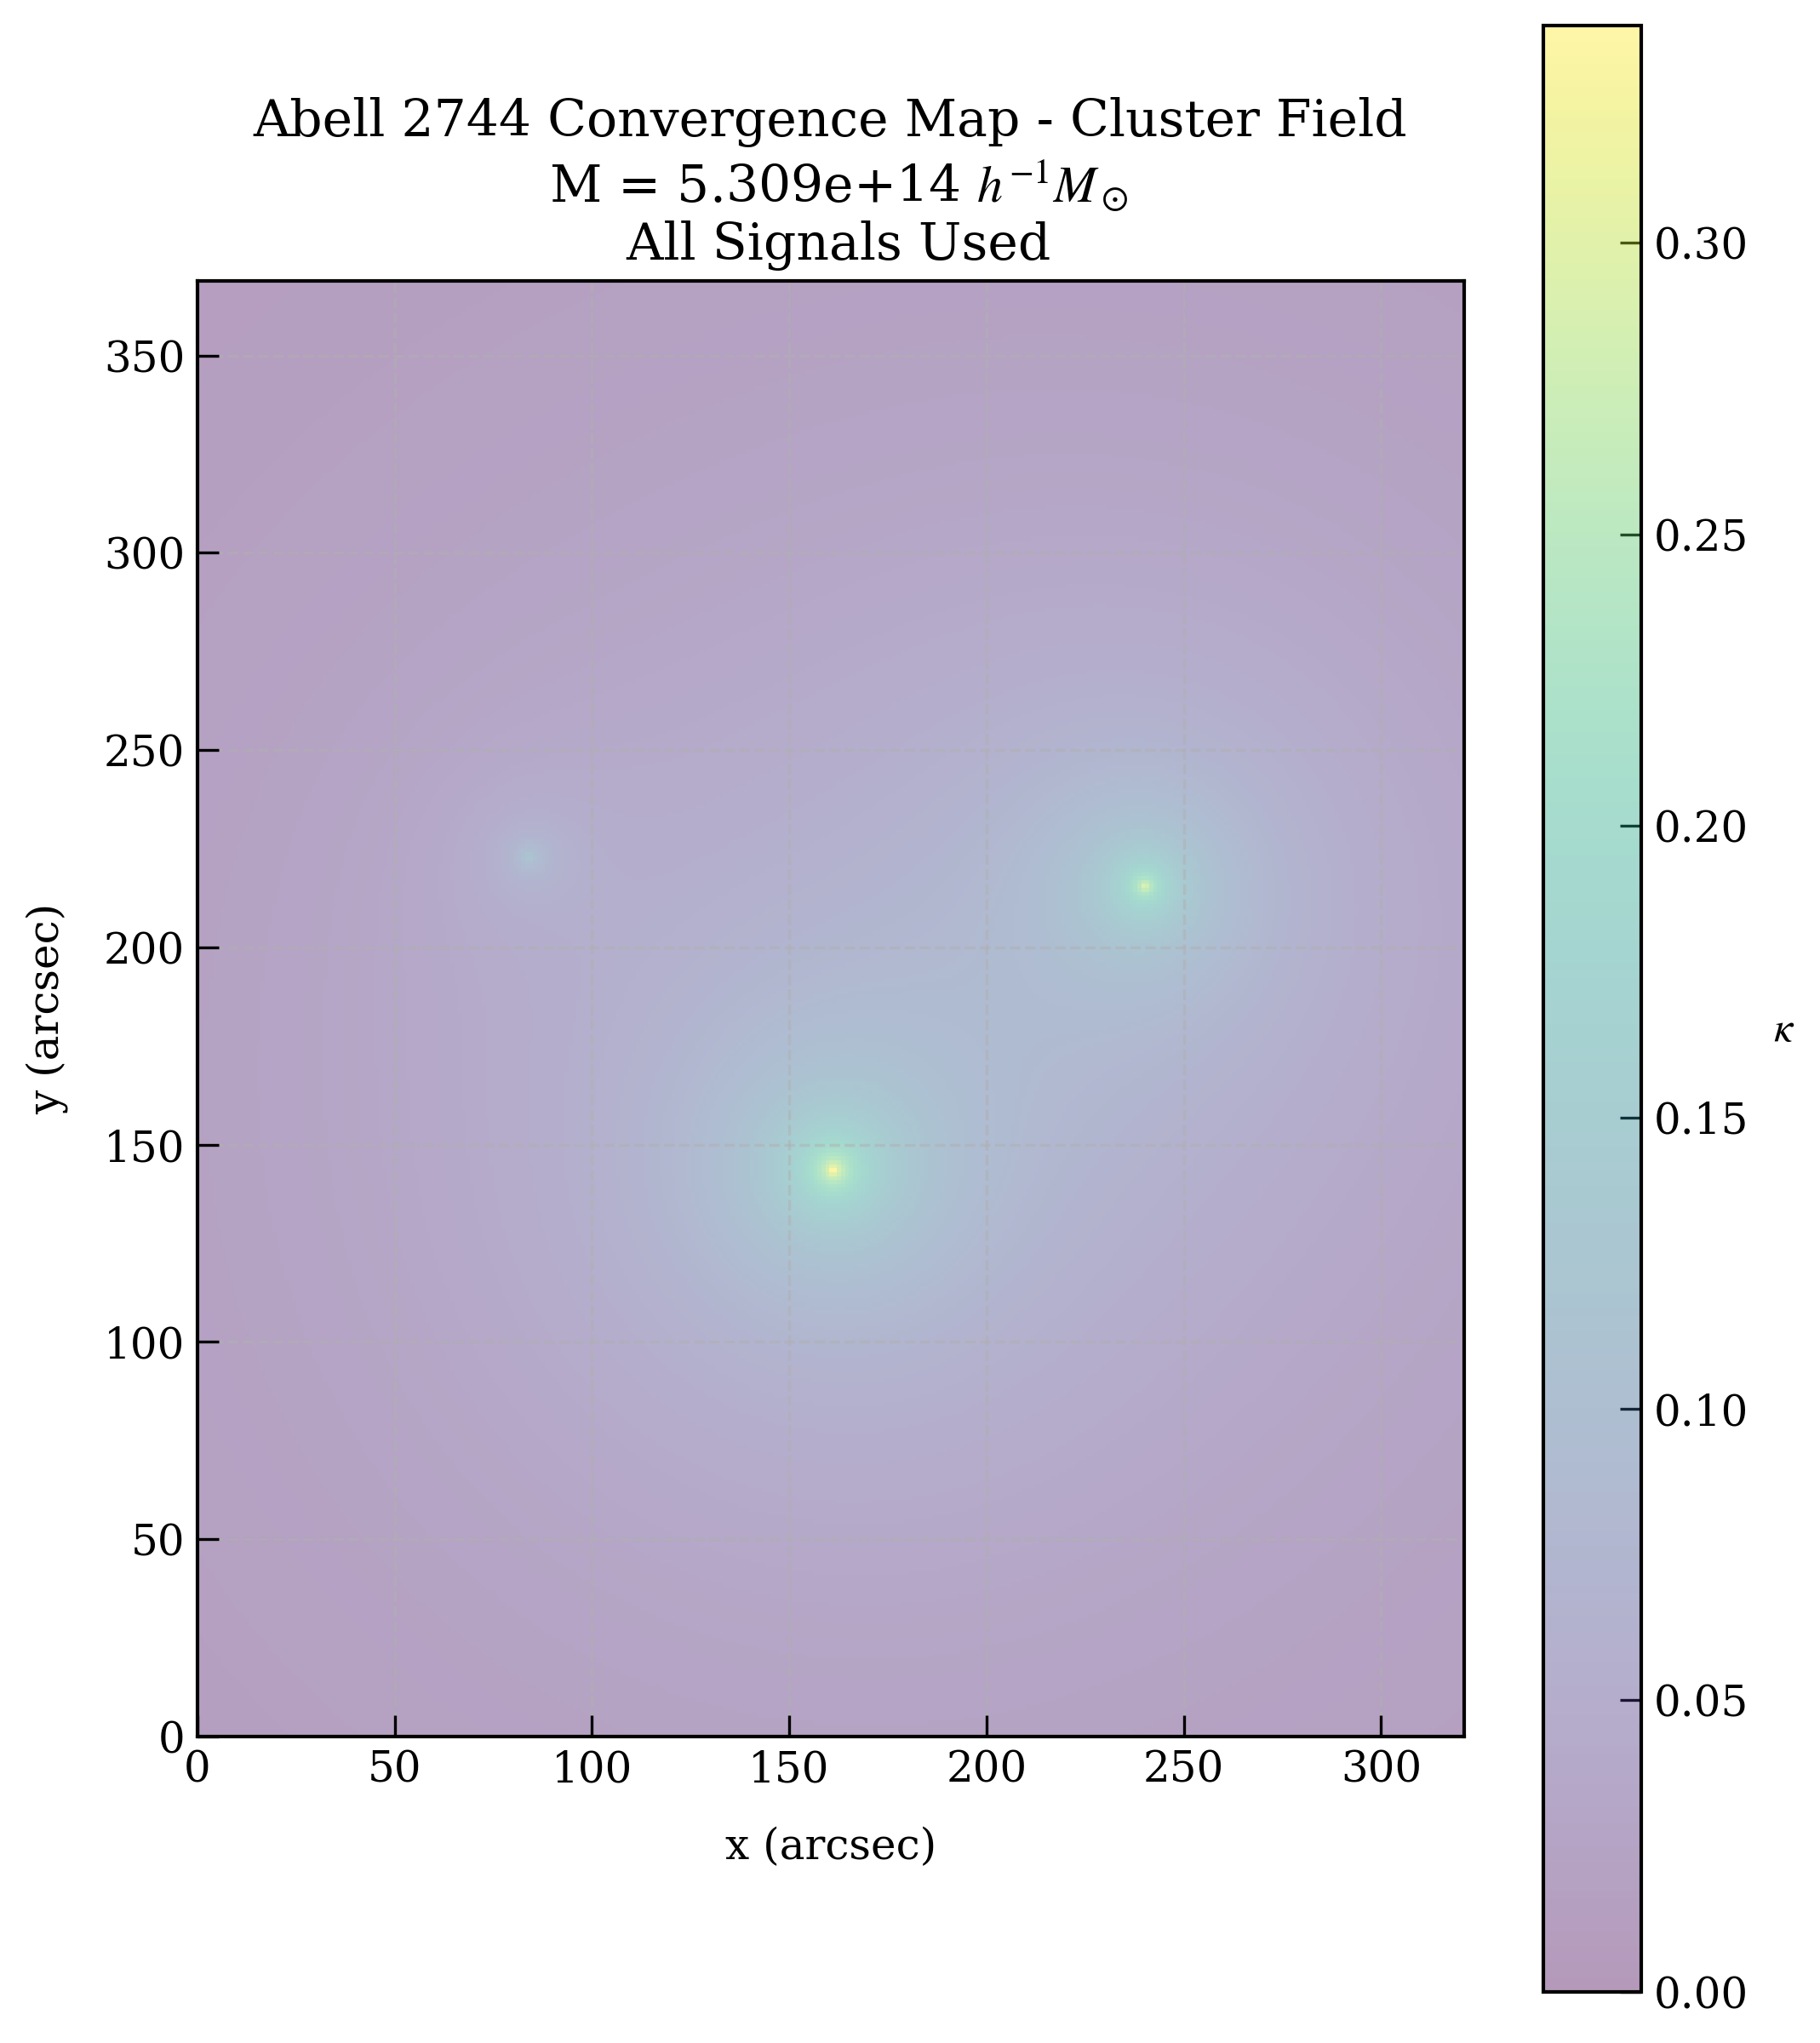 Abell 2744 Convergence Map - Cluster Field
M = 5.309e+14 h⁻¹M☉
All Signals Used
350
300
250
200
150
100
50
0
y (arcsec)
0 50 100 150 200 250 300
x (arcsec)
0.30
0.25
0.20
0.15
0.10
0.05
0.00
κ